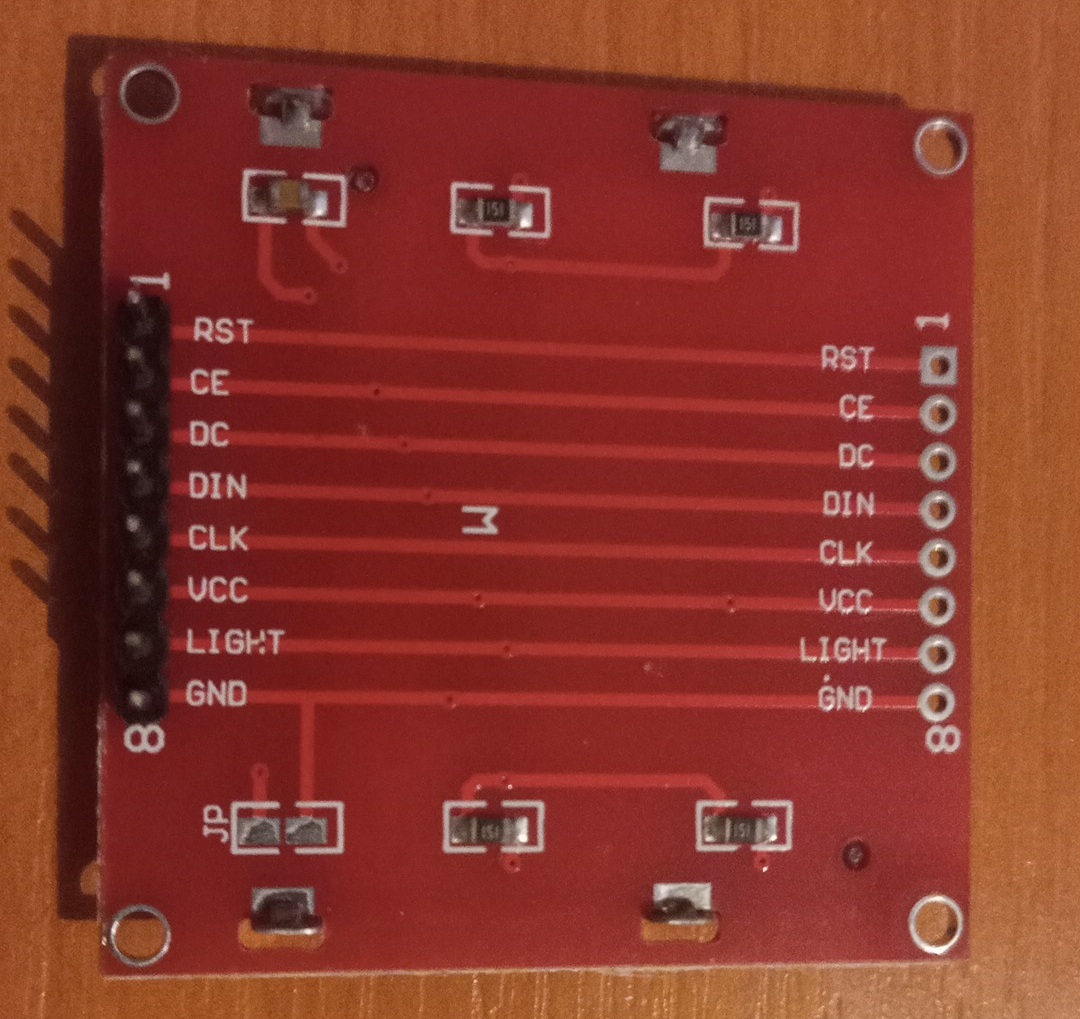 151 151
1 1
RST RST
CE CE
DC DC
DIN DIN
M
CLK CLK
VCC VCC
LIGHT LIGHT
GND GND
8 8
JP 151 151